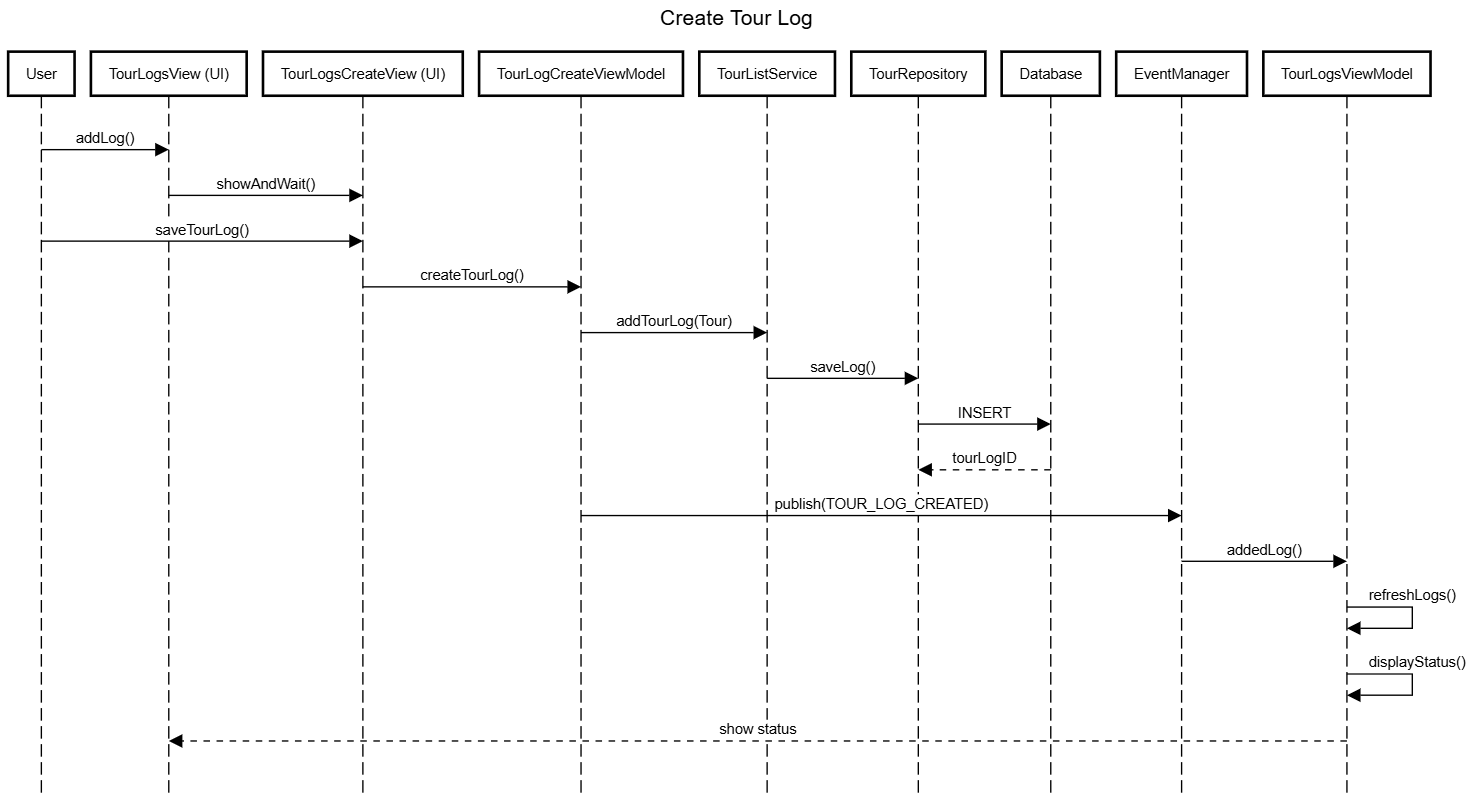 Create Tour Log
User
TourLogsView (UI)
TourLogsCreateView (UI)
TourLogCreateViewModel
TourListService
TourRepository
Database
EventManager
TourLogsViewModel
addLog()
showAndWait()
saveTourLog()
createTourLog()
addTourLog(Tour)
saveLog()
INSERT
tourLogID
publish(TOUR_LOG_CREATED)
addedLog()
refreshLogs()
displayStatus()
show status